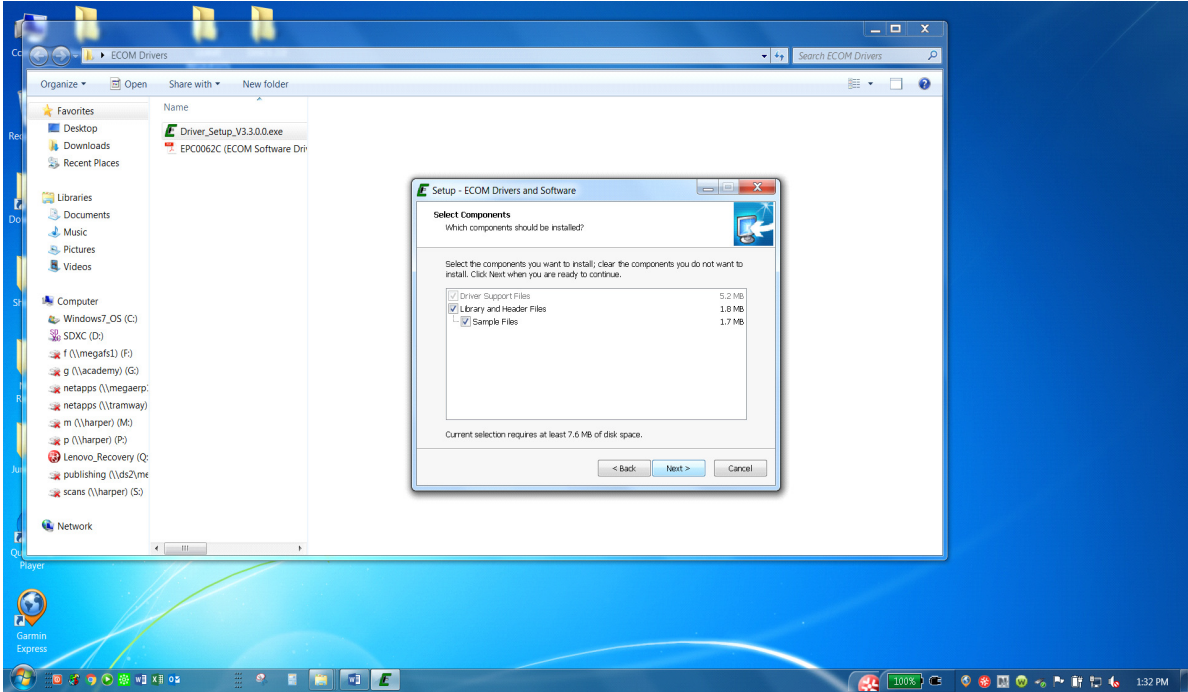 ECOM Drivers
Search ECOM Drivers
Organize
Open
Share with
New folder
Favorites
Desktop
Downloads
Recent Places
Libraries
Documents
Music
Pictures
Videos
Computer
Windows7_OS (C:)
SDXC (D:)
f (\\megafs1) (F:)
g (\\academy) (G:)
netapps (\\megaerp
netapps (\\tramway)
m (\\harper) (M:)
p (\\harper) (P:)
Lenovo_Recovery (Q:
publishing (\\ds2\me
scans (\\harper) (S:)
Network
Name
Driver_Setup_V3.3.0.0.exe
EPC0062C (ECOM Software Dri
Setup - ECOM Drivers and Software
Select Components
Which components should be installed?
Select the components you want to install; clear the components you do not want to
install. Click Next when you are ready to continue.
Driver Support Files 5.2 MB
Library and Header Files 1.8 MB
Sample Files 1.7 MB
Current selection requires at least 7.6 MB of disk space.
< Back Next > Cancel
Player
Garmin
Express
100%
1:32 PM